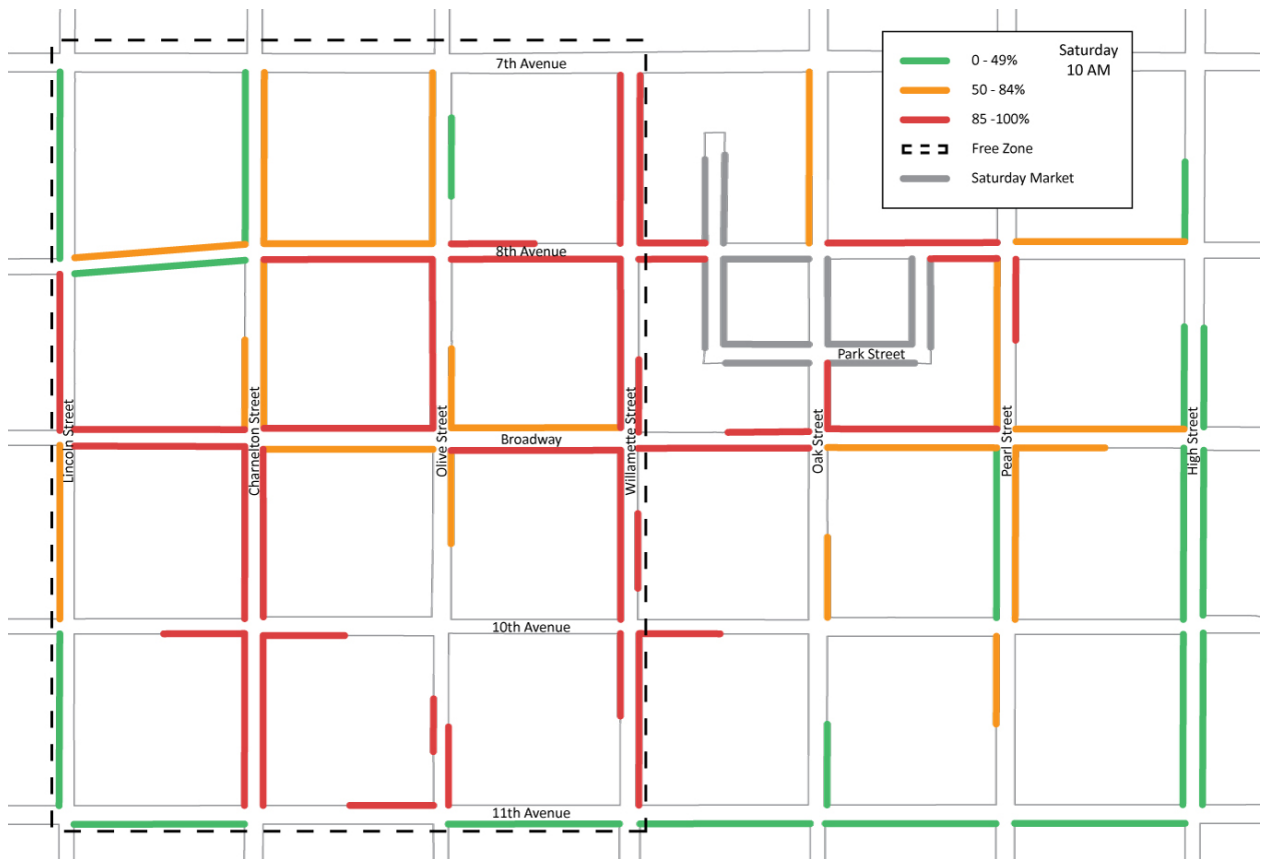 7th Avenue
0 - 49%
Saturday
10 AM
50 - 84%
85 -100%
Free Zone
Saturday Market
8th Avenue
Park Street
Lincoln Street
Charnelton Street
Olive Street
Broadway
Willamette Street
Oak Street
Pearl Street
High Street
10th Avenue
11th Avenue